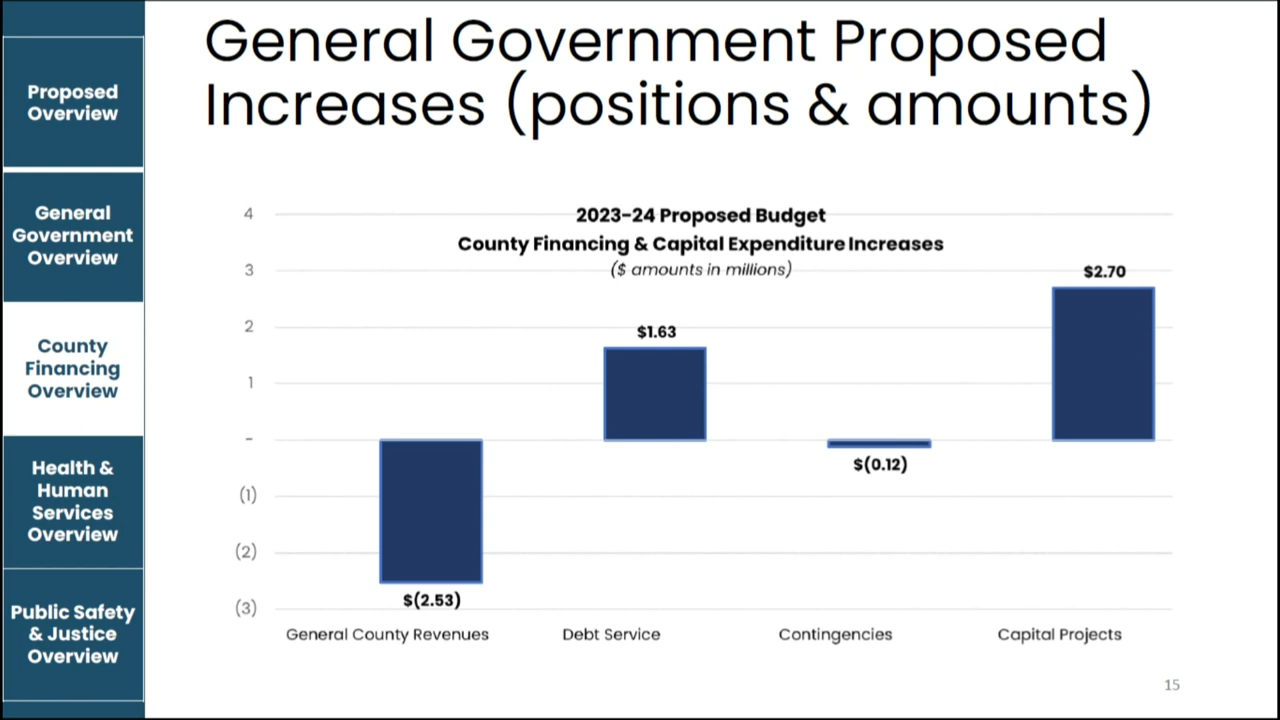 General Government Proposed
Increases (positions & amounts)
Proposed
Overview
General
Government
Overview
County
Financing
Overview
Health &
Human
Services
Overview
Public Safety
& Justice
Overview
2023-24 Proposed Budget
County Financing & Capital Expenditure Increases
($ amounts in millions)
4
3
2
1
-
(1)
(2)
(3)
$(2.53)
$1.63
$(0.12)
$2.70
General County Revenues
Debt Service
Contingencies
Capital Projects
15